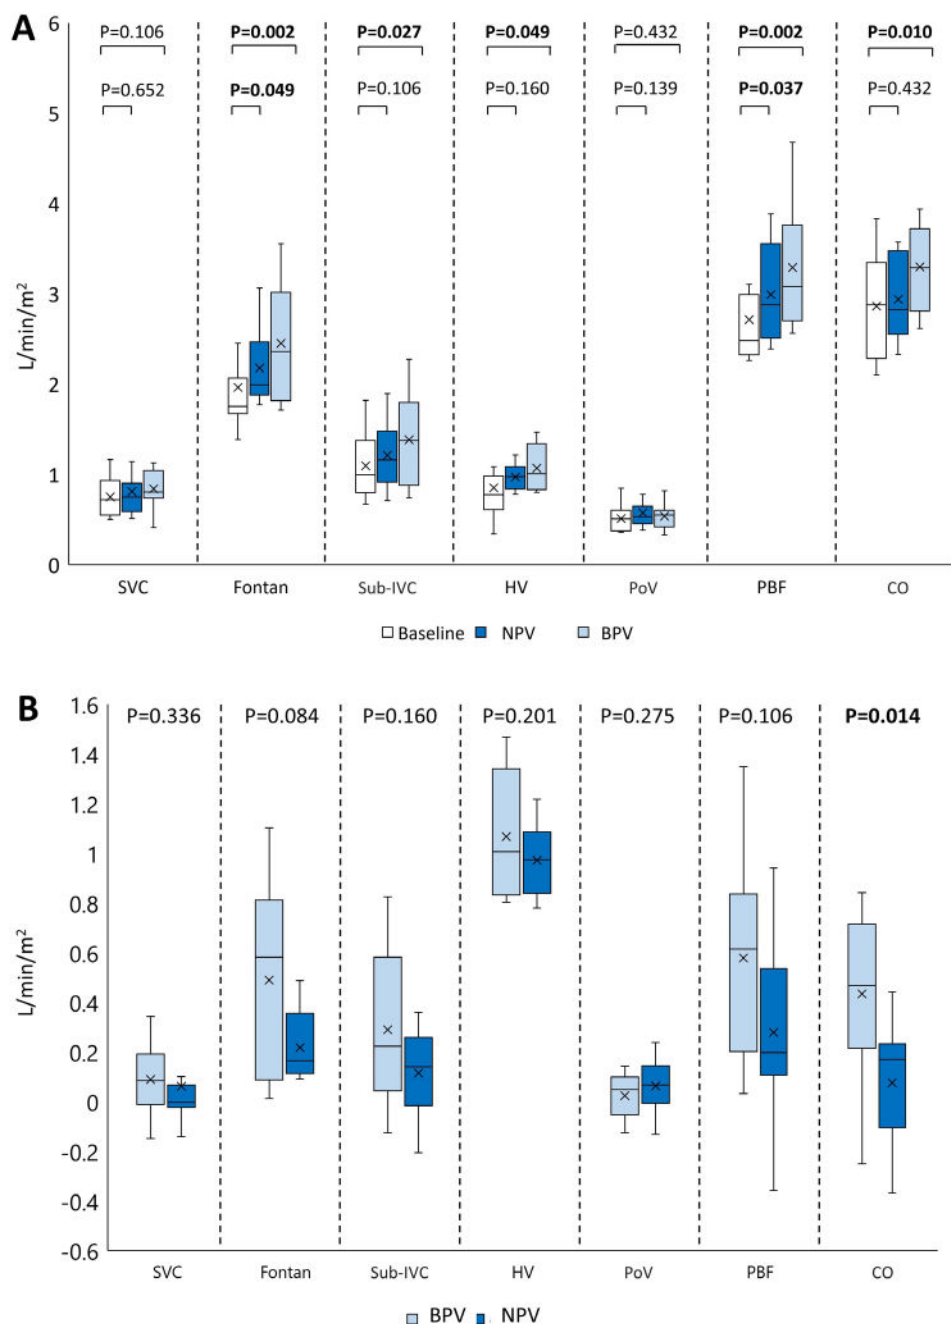 A
6
P=0.106 P=0.002 P=0.027 P=0.049 P=0.432 P=0.002 P=0.010
P=0.652 P=0.049 P=0.106 P=0.160 P=0.139 P=0.037 P=0.432
5
4
3
2
1
0
L/min/m²
SVC Fontan Sub-IVC HV PoV PBF CO
Baseline NPV BPV
B
1.6
P=0.336 P=0.084 P=0.160 P=0.201 P=0.275 P=0.106 P=0.014
1.4
1.2
1
0.8
0.6
0.4
0.2
0
-0.2
-0.4
-0.6
L/min/m²
SVC Fontan Sub-IVC HV PoV PBF CO
BPV NPV